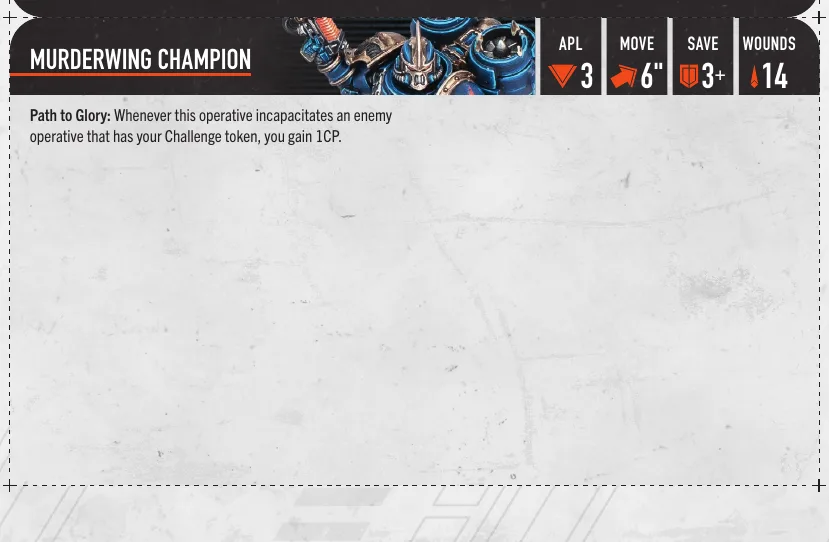 MURDERWING CHAMPION
APL
3
MOVE
6"
SAVE
3+
WOUNDS
14
Path to Glory: Whenever this operative incapacitates an enemy
operative that has your Challenge token, you gain 1CP.